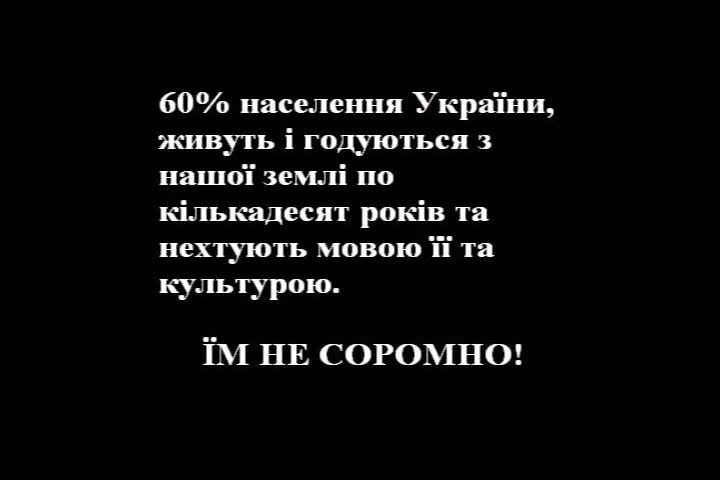 60% населення України,
живуть і годуються з
нашої землі по
кількадесят років та
нехтують мовою її та
культурою.
ЇМ НЕ СОРОМНО!